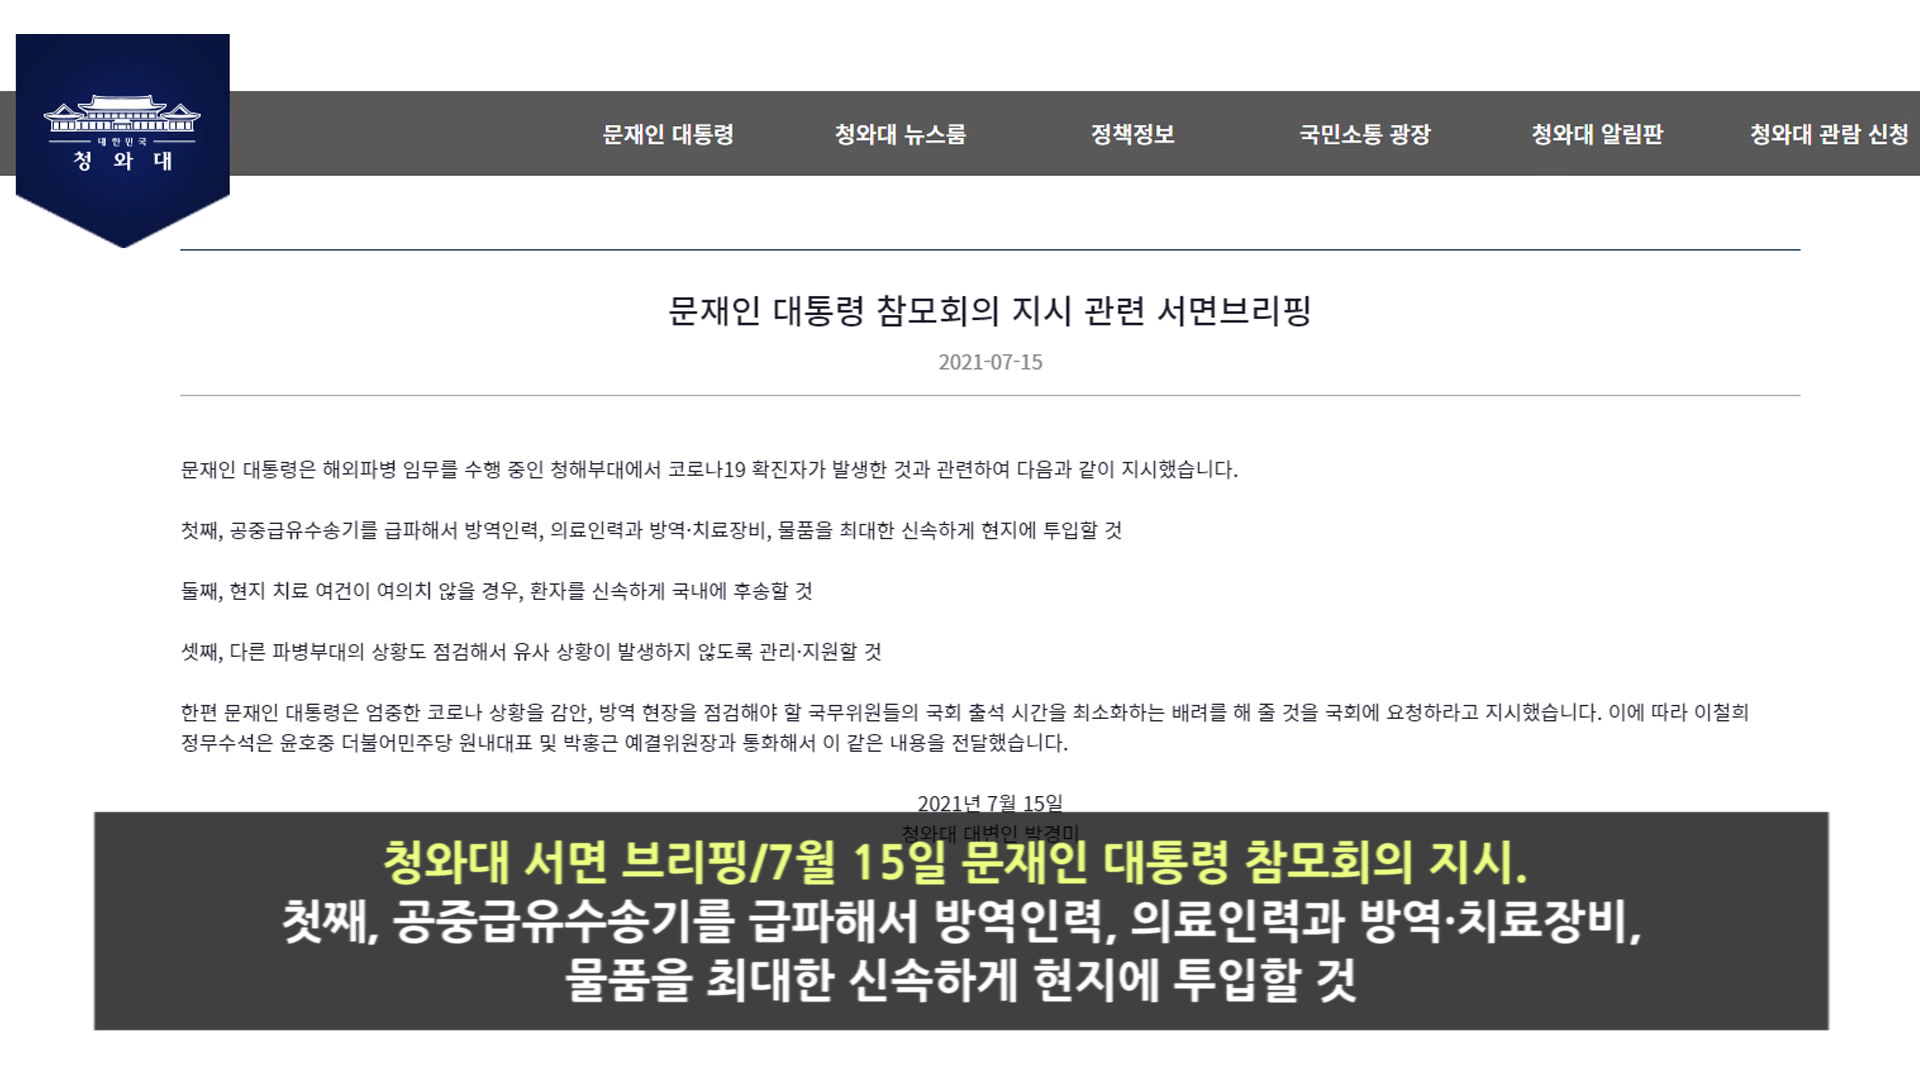 대한민국
청와대
문재인 대통령
청와대 뉴스룸
정책정보
국민소통 광장
청와대 알림판
청와대 관람 신청
문재인 대통령 참모회의 지시 관련 서면브리핑
2021-07-15
문재인 대통령은 해외파병 임무를 수행 중인 청해부대에서 코로나19 확진자가 발생한 것과 관련하여 다음과 같이 지시했습니다.
첫째, 공중급유수송기를 급파해서 방역인력, 의료인력과 방역·치료장비, 물품을 최대한 신속하게 현지에 투입할 것
둘째, 현지 치료 여건이 여의치 않을 경우, 환자를 신속하게 국내에 후송할 것
셋째, 다른 파병부대의 상황도 점검해서 유사 상황이 발생하지 않도록 관리·지원할 것
한편 문재인 대통령은 엄중한 코로나 상황을 감안, 방역 현장을 점검해야 할 국무위원들의 국회 출석 시간을 최소화하는 배려를 해 줄 것을 국회에 요청하라고 지시했습니다. 이에 따라 이철희
정무수석은 윤호중 더불어민주당 원내대표 및 박홍근 예결위원장과 통화해서 이 같은 내용을 전달했습니다.
2021년 7월 15일
청와대 대변인 박경미
청와대 서면 브리핑/7월 15일 문재인 대통령 참모회의 지시.
첫째, 공중급유수송기를 급파해서 방역인력, 의료인력과 방역·치료장비,
물품을 최대한 신속하게 현지에 투입할 것